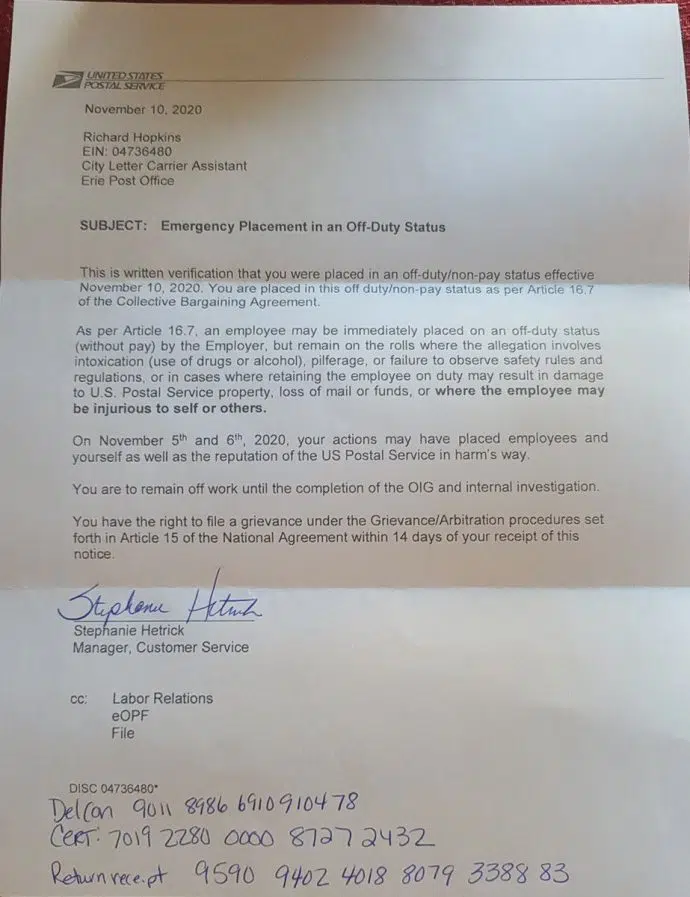 UNITED STATES
POSTAL SERVICE
November 10, 2020
Richard Hopkins
EIN: 04736480
City Letter Carrier Assistant
Erie Post Office
SUBJECT: Emergency Placement in an Off-Duty Status
This is written verification that you were placed in an off-duty/non-pay status effective
November 10, 2020. You are placed in this off duty/non-pay status as per Article 16.7
of the Collective Bargaining Agreement.
As per Article 16.7, an employee may be immediately placed on an off-duty status
(without pay) by the Employer, but remain on the rolls where the allegation involves
intoxication (use of drugs or alcohol), pilferage, or failure to observe safety rules and
regulations, or in cases where retaining the employee on duty may result in damage
to U.S. Postal Service property, loss of mail or funds, or where the employee may
be injurious to self or others.
On November 5th and 6th, 2020, your actions may have placed employees and
yourself as well as the reputation of the US Postal Service in harm's way.
You are to remain off work until the completion of the OIG and internal investigation.
You have the right to file a grievance under the Grievance/Arbitration procedures set
forth in Article 15 of the National Agreement within 14 days of your receipt of this
notice.
Stephanie Hetrick
Stephanie Hetrick
Manager, Customer Service
cc: Labor Relations
eOPF
File
DISC 04736480*
DelCon 9011 8986 6910 9104 78
Cert: 7019 2280 0000 8727 2432
Return receipt 9590 9402 4018 8079 3388 83